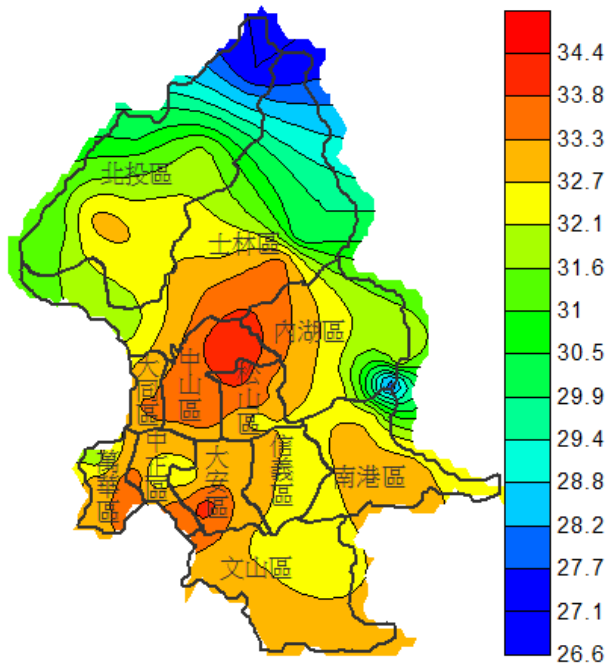 北投區
士林區
內湖區
大同區
中山區
松山區
萬華區
中正區
大安區
信義區
南港區
文山區
34.4
33.8
33.3
32.7
32.1
31.6
31
30.5
29.9
29.4
28.8
28.2
27.7
27.1
26.6